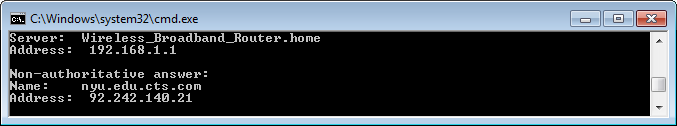 C:\Windows\system32\cmd.exe
Server:  Wireless_Broadband_Router.home
Address:  192.168.1.1
Non-authoritative answer:
Name:    nyu.edu.cts.com
Address:  92.242.140.21